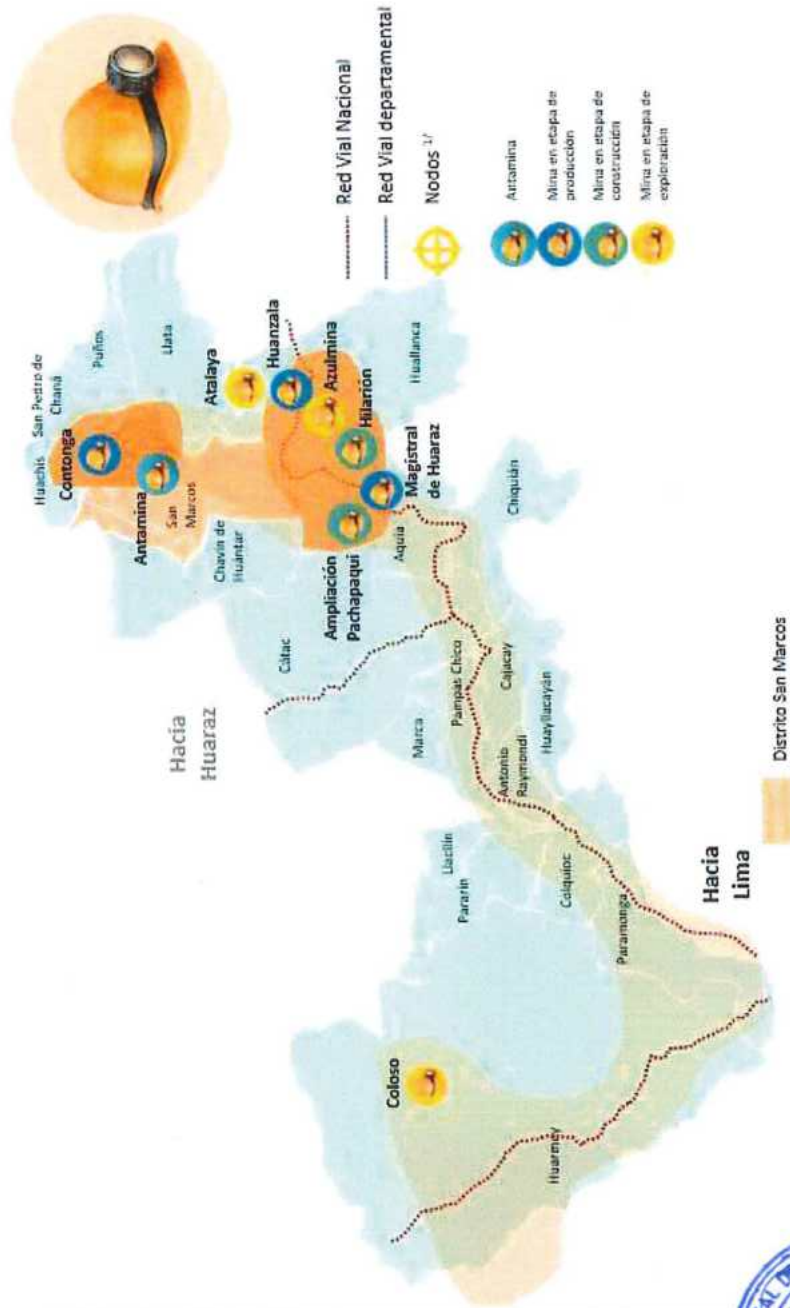 Huachis
San Pedro de
Chaná
Puños
Llata
Contonga
Antamina
San
Marcos
Chavín de
Huántar
Atalaya
Huanzala
Azulmina
Hilarión
Huallanca
Magistral
de Huaraz
Ampliación
Pachapaqui
Aquia
Chiquián
Cátac
Hacia
Huaraz
Marca
Pampas Chico
Cajacay
Antonio
Raymondi
Huayllacayán
Llacllín
Pararin
Colquioc
Paramonga
Hacia
Lima
Coloso
Huarmey
Red Vial Nacional
Red Vial departamental
Nodos 1/
Antamina
Mina en etapa de
producción
Mina en etapa de
construcción
Mina en etapa de
exploración
Distrito San Marcos
AL D